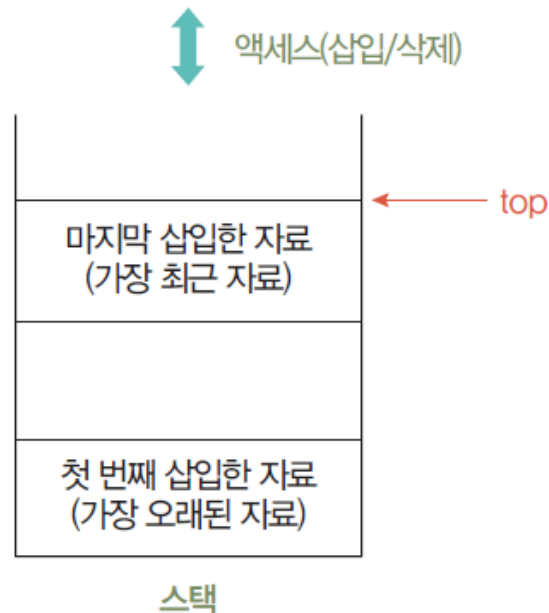 액세스(삽입/삭제)
top
마지막 삽입한 자료
(가장 최근 자료)
첫 번째 삽입한 자료
(가장 오래된 자료)
스택